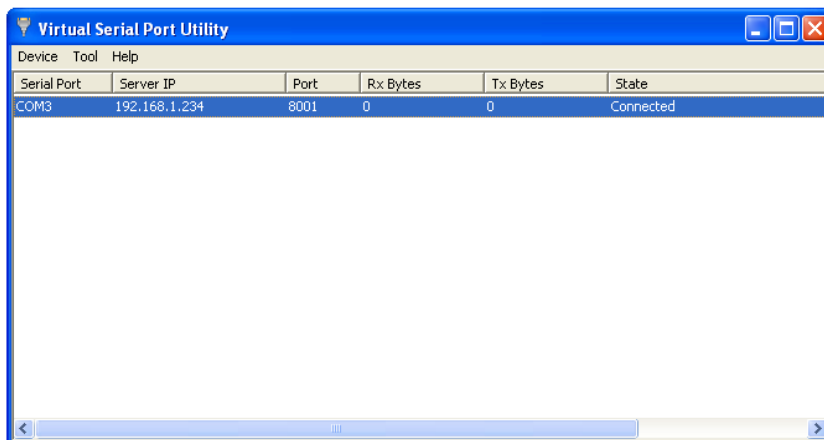 Virtual Serial Port Utility
Device Tool Help
Serial Port Server IP Port Rx Bytes Tx Bytes State
COM3 192.168.1.234 8001 0 0 Connected